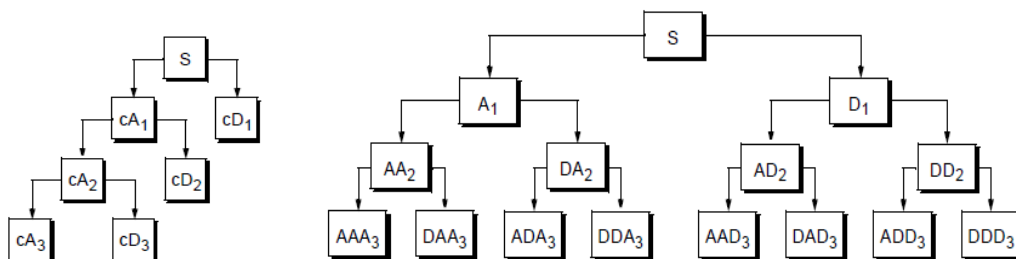 S
cA1 cD1
cA2 cD2
cA3 cD3
S
A1 D1
AA2 DA2 AD2 DD2
AAA3 DAA3 ADA3 DDA3 AAD3 DAD3 ADD3 DDD3